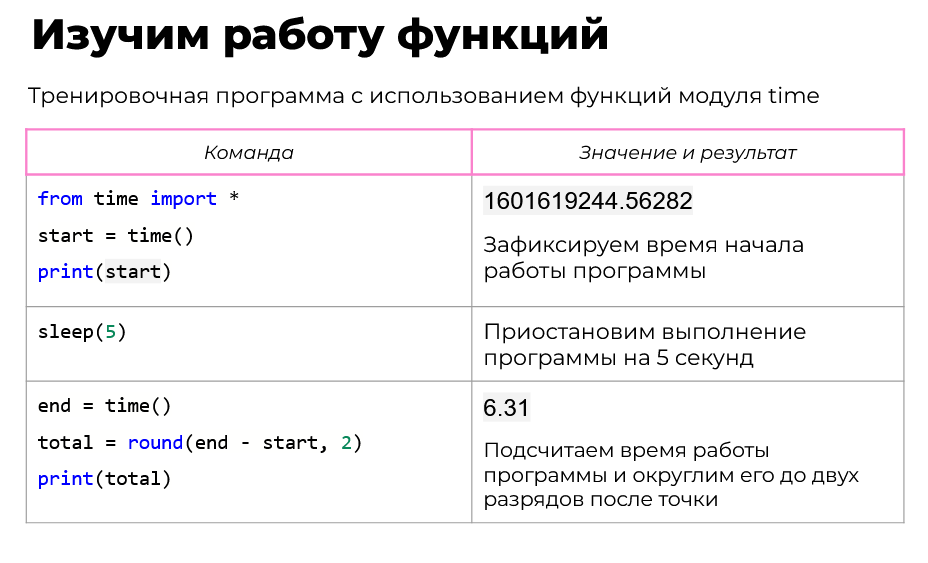 Изучим работу функций
Тренировочная программа с использованием функций модуля time
Команда
Значение и результат
from time import *
start = time()
print(start)
1601619244.56282
Зафиксируем время начала
работы программы
sleep(5)
Приостановим выполнение
программы на 5 секунд
end = time()
total = round(end - start, 2)
print(total)
6.31
Подсчитаем время работы
программы и округлим его до двух
разрядов после точки